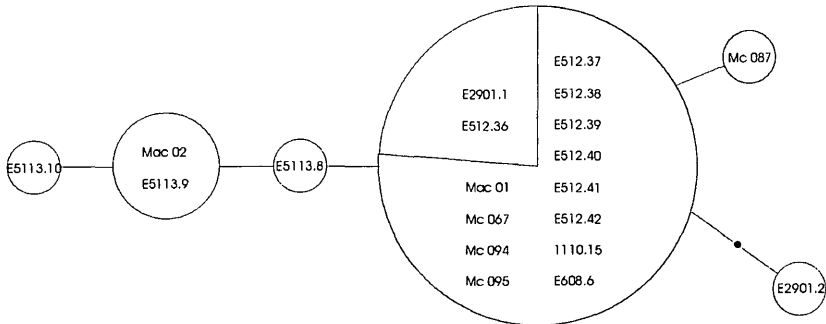 E5113.10
Mac 02
E5113.9
E5113.8
E2901.1
E512.36
Mac 01
Mc 067
Mc 094
Mc 095
E512.37
E512.38
E512.39
E512.40
E512.41
E512.42
1110.15
E608.6
Mc 087
E2901.2